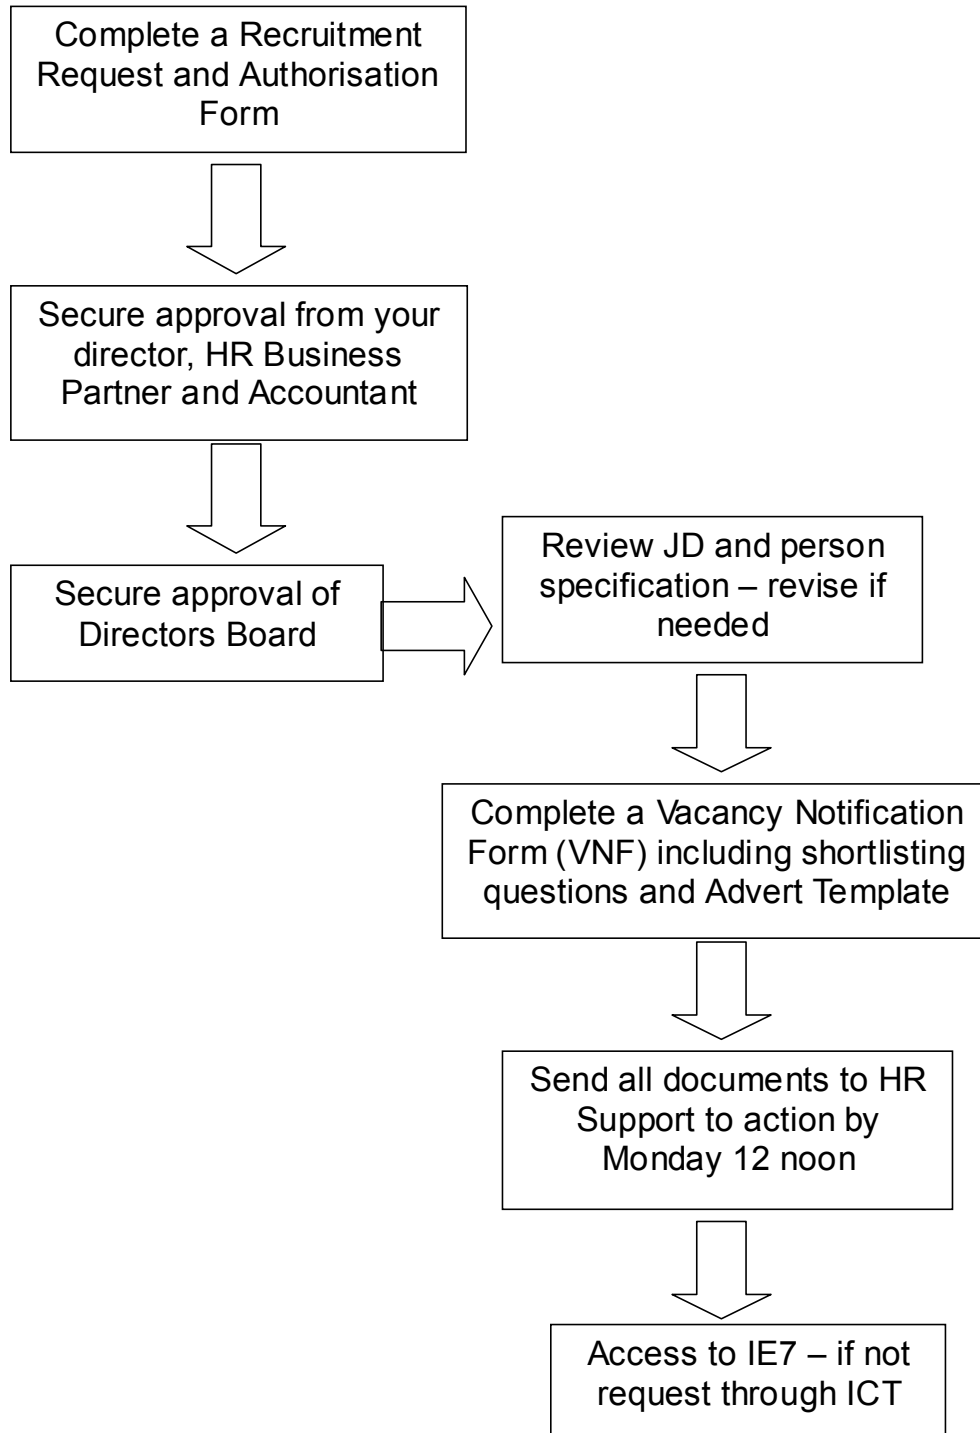 Complete a Recruitment
Request and Authorisation
Form
Secure approval from your
director, HR Business
Partner and Accountant
Secure approval of
Directors Board
Review JD and person
specification – revise if
needed
Complete a Vacancy Notification
Form (VNF) including shortlisting
questions and Advert Template
Send all documents to HR
Support to action by
Monday 12 noon
Access to IE7 – if not
request through ICT